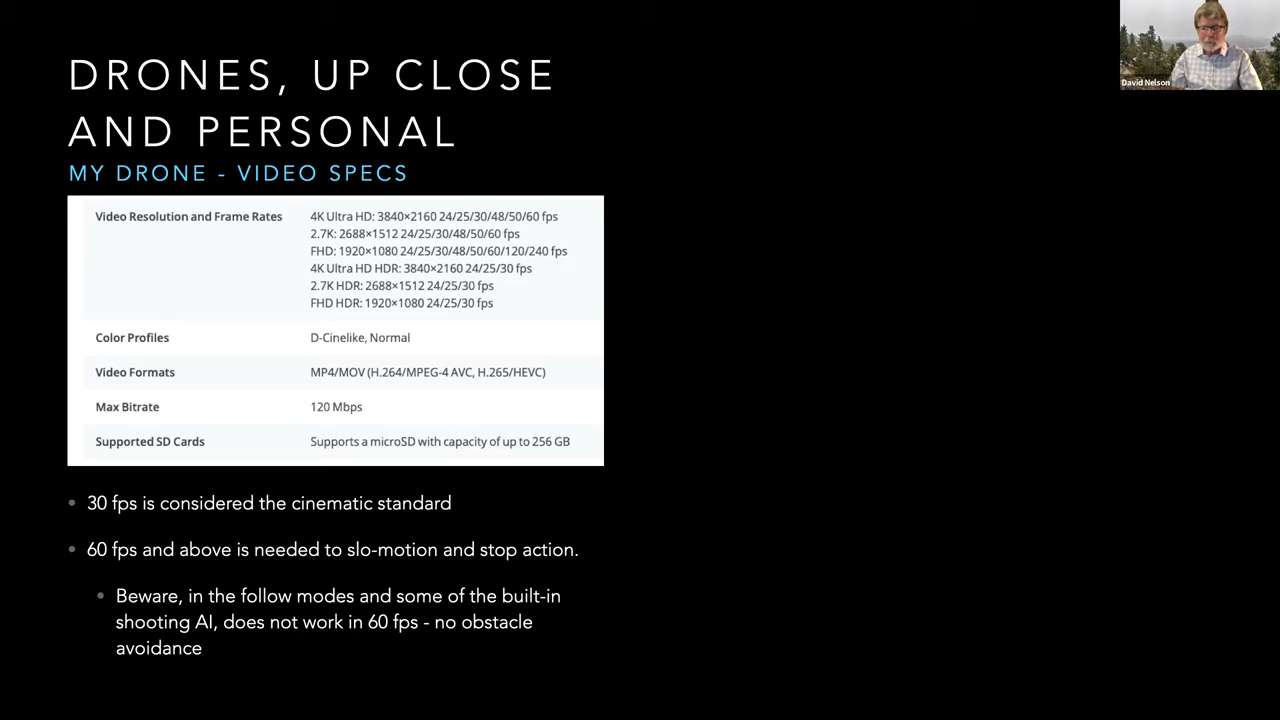 DRONES, UP CLOSE
AND PERSONAL
MY DRONE - VIDEO SPECS
Video Resolution and Frame Rates
4K Ultra HD: 3840×2160 24/25/30/48/50/60 fps
2.7K: 2688×1512 24/25/30/48/50/60 fps
FHD: 1920×1080 24/25/30/48/50/60/120/240 fps
4K Ultra HD HDR: 3840×2160 24/25/30 fps
2.7K HDR: 2688×1512 24/25/30 fps
FHD HDR: 1920×1080 24/25/30 fps
Color Profiles D-Cinelike, Normal
Video Formats MP4/MOV (H.264/MPEG-4 AVC, H.265/HEVC)
Max Bitrate 120 Mbps
Supported SD Cards Supports a microSD with capacity of up to 256 GB
• 30 fps is considered the cinematic standard
• 60 fps and above is needed to slo-motion and stop action.
• Beware, in the follow modes and some of the built-in
shooting AI, does not work in 60 fps - no obstacle
avoidance
David Nelson